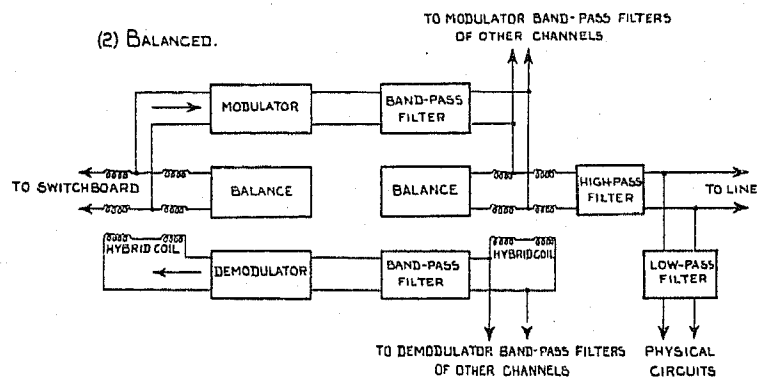 TO MODULATOR BAND-PASS FILTERS
OF OTHER CHANNELS
(2) BALANCED.
MODULATOR
BAND-PASS
FILTER
TO SWITCHBOARD
BALANCE
BALANCE
HIGH-PASS
FILTER
TO LINE
HYBRID COIL
DEMODULATOR
BAND-PASS
FILTER
HYBRID COIL
LOW-PASS
FILTER
TO DEMODULATOR BAND-PASS FILTERS
OF OTHER CHANNELS
PHYSICAL
CIRCUITS